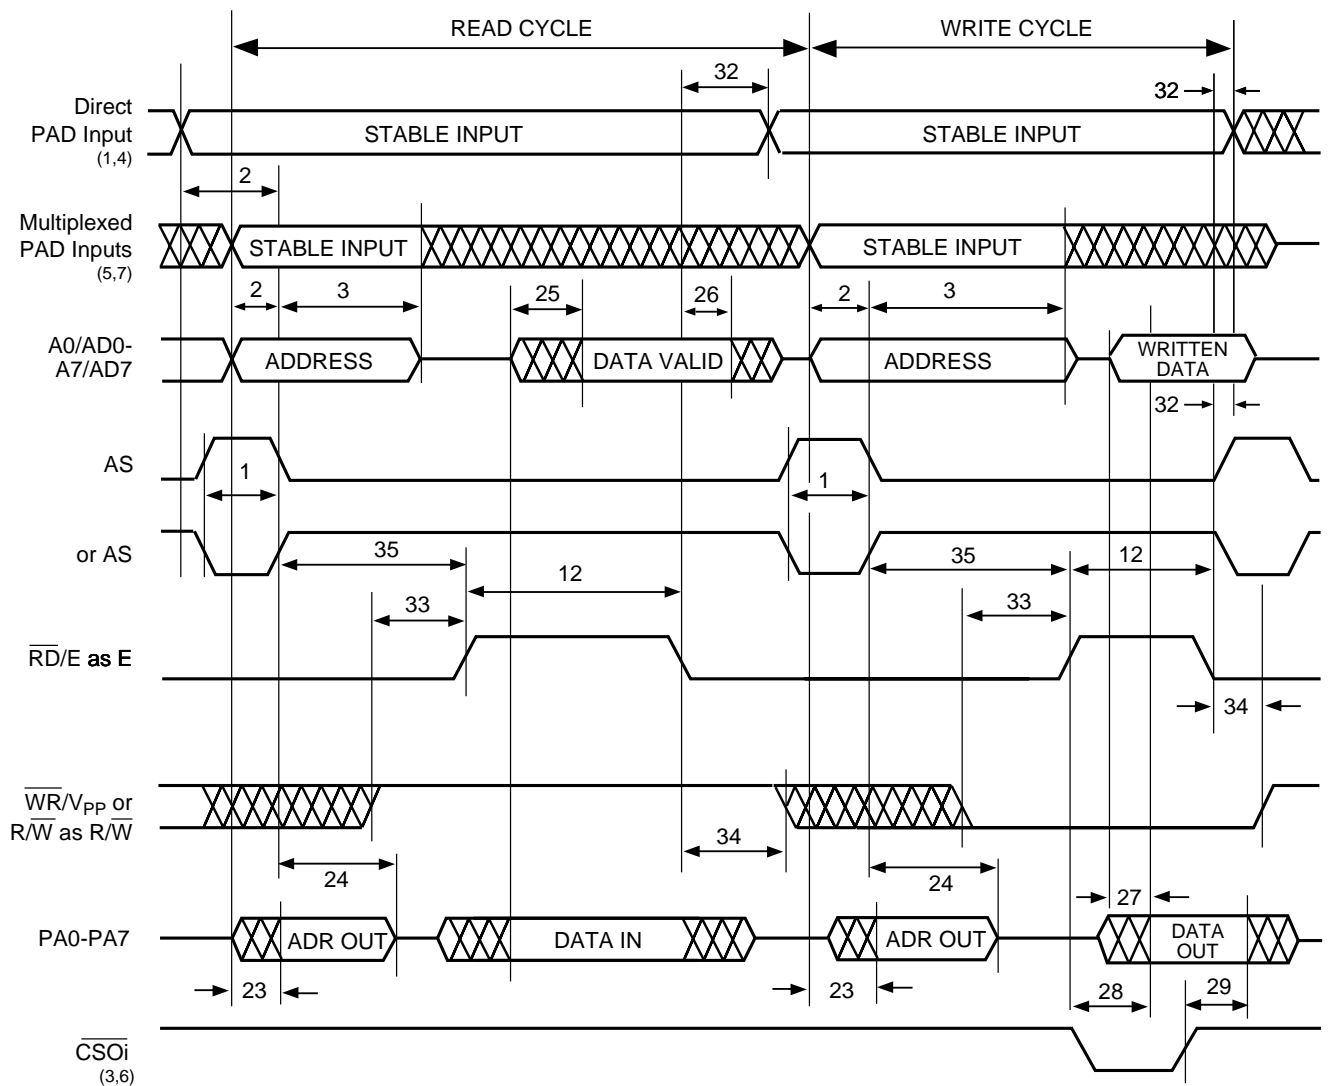 READ CYCLE WRITE CYCLE
32
32
Direct
PAD Input
(1,4)
STABLE INPUT STABLE INPUT
2
Multiplexed
PAD Inputs
(5,7)
STABLE INPUT STABLE INPUT
2 3 25 26 2 3
A0/AD0-
A7/AD7
ADDRESS DATA VALID ADDRESS WRITTEN
DATA
32
AS
1 1
or AS
35 12 35 12
33 33
RD/E as E
34
WR/VPP or
R/W as R/W
34
24 24
27
PA0-PA7 ADR OUT DATA IN ADR OUT DATA
OUT
23 23 28 29
CSOi
(3,6)